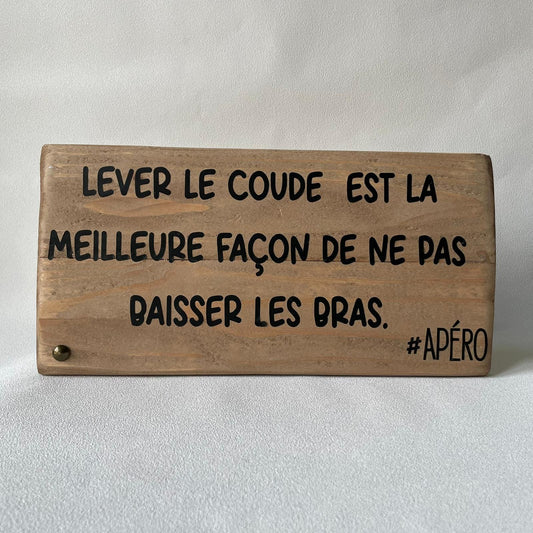 LEVER LE COUDE EST LA
MEILLEURE FAÇON DE NE PAS
BAISSER LES BRAS.
#APÉRO